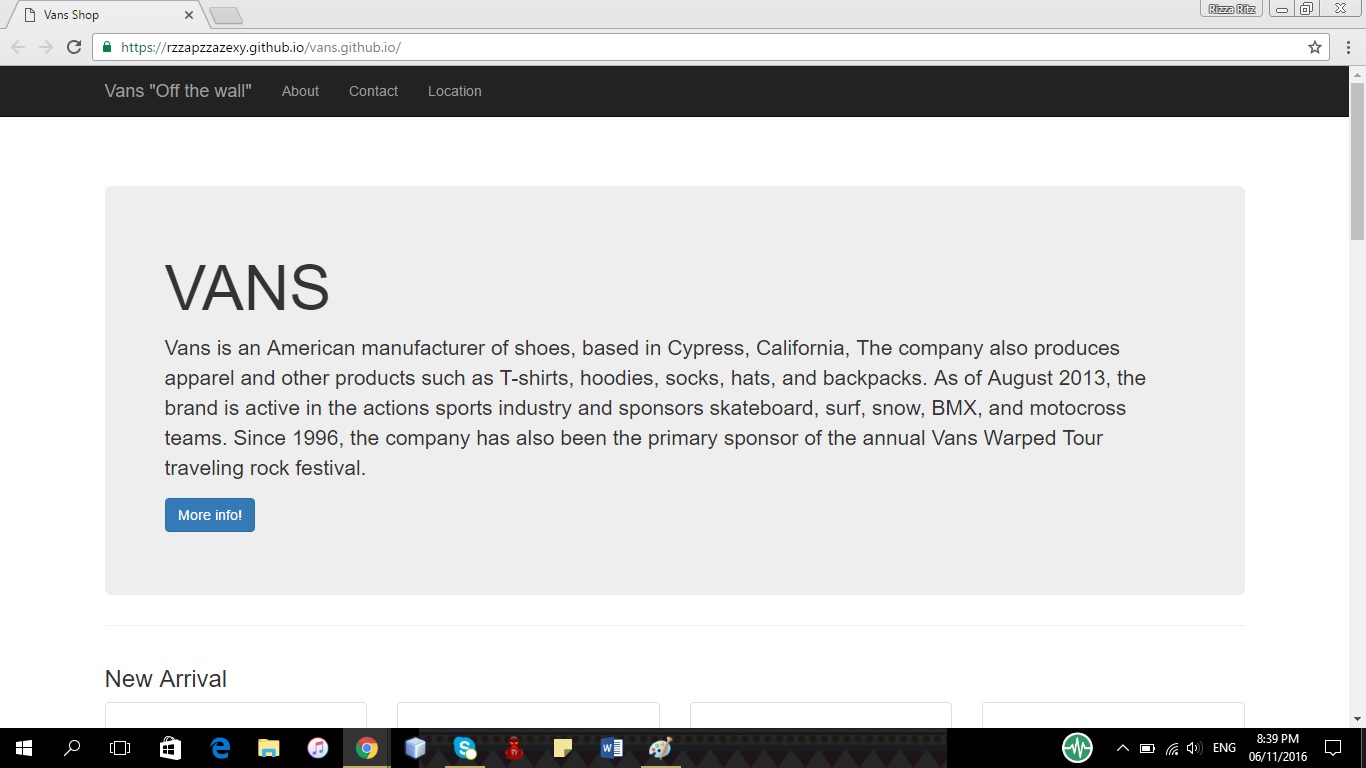 Vans Shop
Rizza Ritz
https://rzzapzzazexy.github.io/vans.github.io/
Vans "Off the wall" About Contact Location
VANS
Vans is an American manufacturer of shoes, based in Cypress, California, The company also produces
apparel and other products such as T-shirts, hoodies, socks, hats, and backpacks. As of August 2013, the
brand is active in the actions sports industry and sponsors skateboard, surf, snow, BMX, and motocross
teams. Since 1996, the company has also been the primary sponsor of the annual Vans Warped Tour
traveling rock festival.
More info!
New Arrival
ENG
8:39 PM
06/11/2016